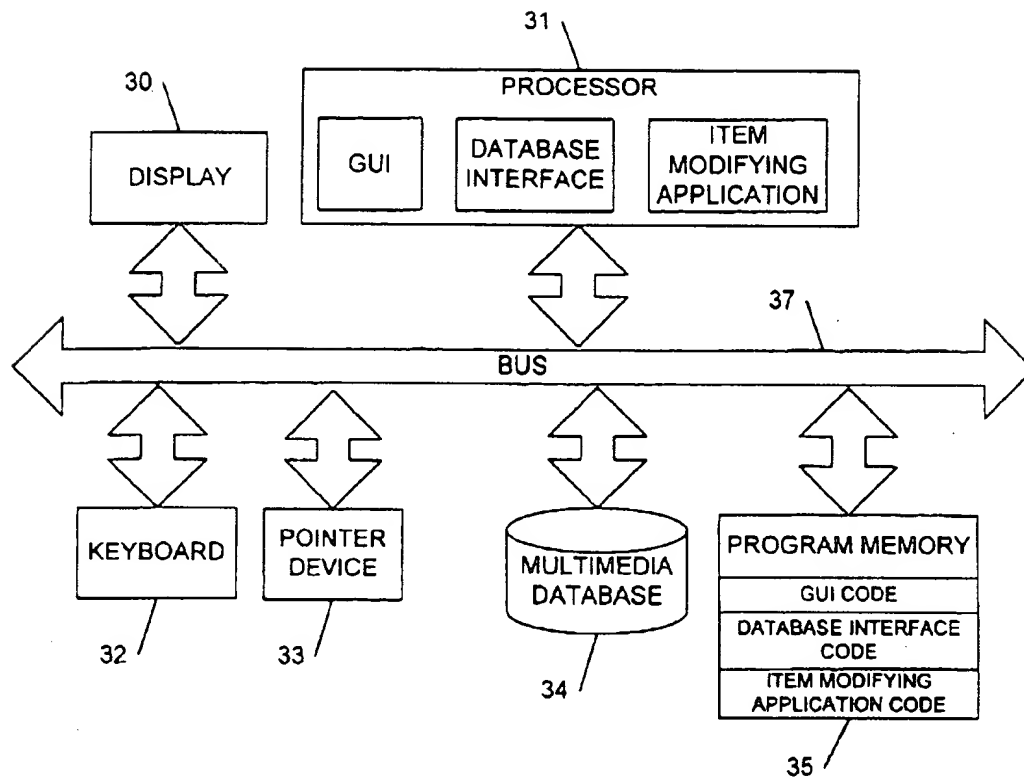 31
30
PROCESSOR
DISPLAY
GUI
DATABASE
INTERFACE
ITEM
MODIFYING
APPLICATION
37
BUS
KEYBOARD
POINTER
DEVICE
MULTIMEDIA
DATABASE
PROGRAM MEMORY
GUI CODE
DATABASE INTERFACE
CODE
ITEM MODIFYING
APPLICATION CODE
32
33
34
35